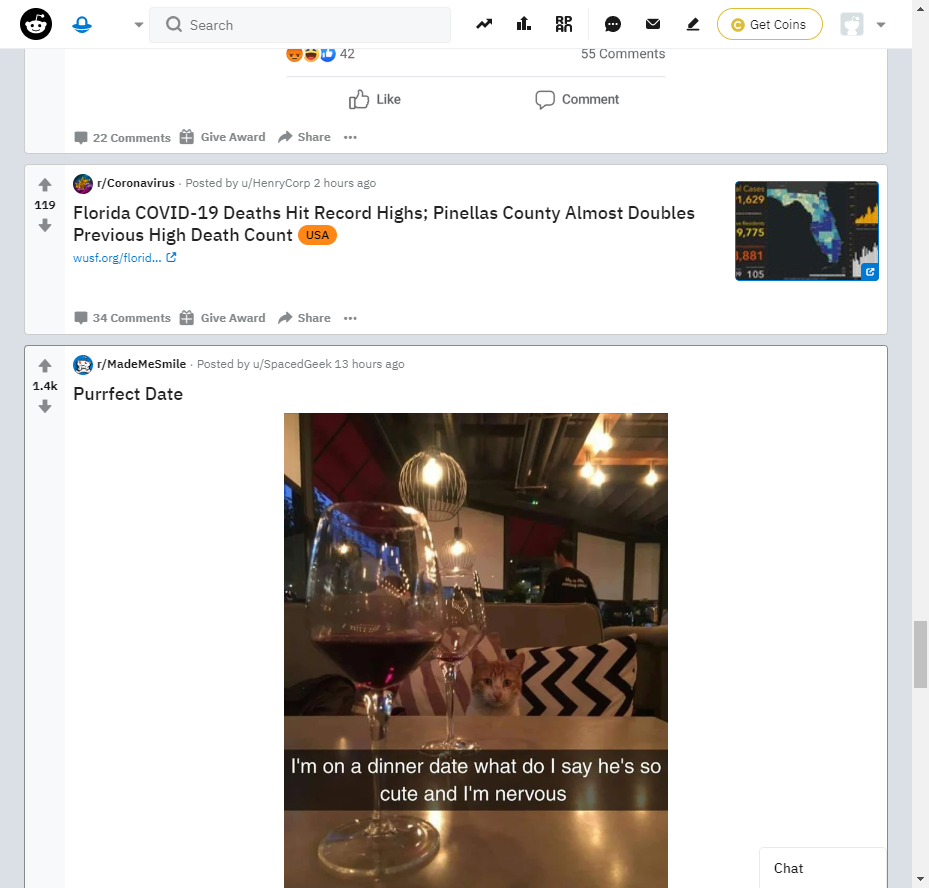 Search
Get Coins
42
55 Comments
Like
Comment
22 Comments
Give Award
Share
r/Coronavirus · Posted by u/HenryCorp 2 hours ago
119
Florida COVID-19 Deaths Hit Record Highs; Pinellas County Almost Doubles
Previous High Death Count USA
wusf.org/florid...
al Cases
1,629
9,775
,881
105
34 Comments
Give Award
Share
r/MadeMeSmile · Posted by u/SpacedGeek 13 hours ago
1.4k
Purrfect Date
I'm on a dinner date what do I say he's so
cute and I'm nervous
Chat